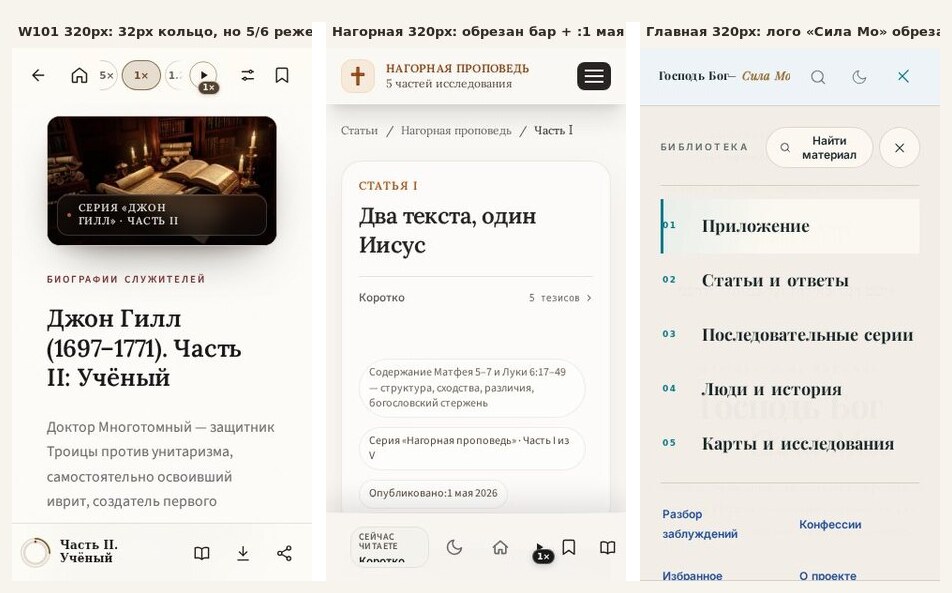 W101 320px: 32px кольцо, но 5/6 реже
5×
1×
1.
1×
СЕРИЯ «ДЖОН
ГИЛЛ» · ЧАСТЬ II
БИОГРАФИИ СЛУЖИТЕЛЕЙ
Джон Гилл
(1697–1771). Часть
II: Учёный
Доктор Многотомный — защитник
Троицы против унитаризма,
самостоятельно освоивший
иврит, создатель первого
Часть II.
Учёный
Нагорная 320px: обрезан бар + :1 мая
НАГОРНАЯ ПРОПОВЕДЬ
5 частей исследования
Статьи / Нагорная проповедь / Часть I
СТАТЬЯ I
Два текста, один
Иисус
Коротко
5 тезисов ›
Содержание Матфея 5–7 и Луки 6:17–49
— структура, сходства, различия,
богословский стержень
Серия «Нагорная проповедь» · Часть I из
V
Опубликовано:1 мая 2026
СЕЙЧАС
ЧИТАЕТЕ
Коротко
1×
Главная 320px: лого «Сила Мо» обреза
Господь Бог— Сила Мо
БИБЛИОТЕКА
Найти
материал
01 Приложение
02 Статьи и ответы
03 Последовательные серии
04 Люди и история
Господь Бог
05 Карты и исследования
Разбор
заблуждений
Конфессии
Избранное
О проекте